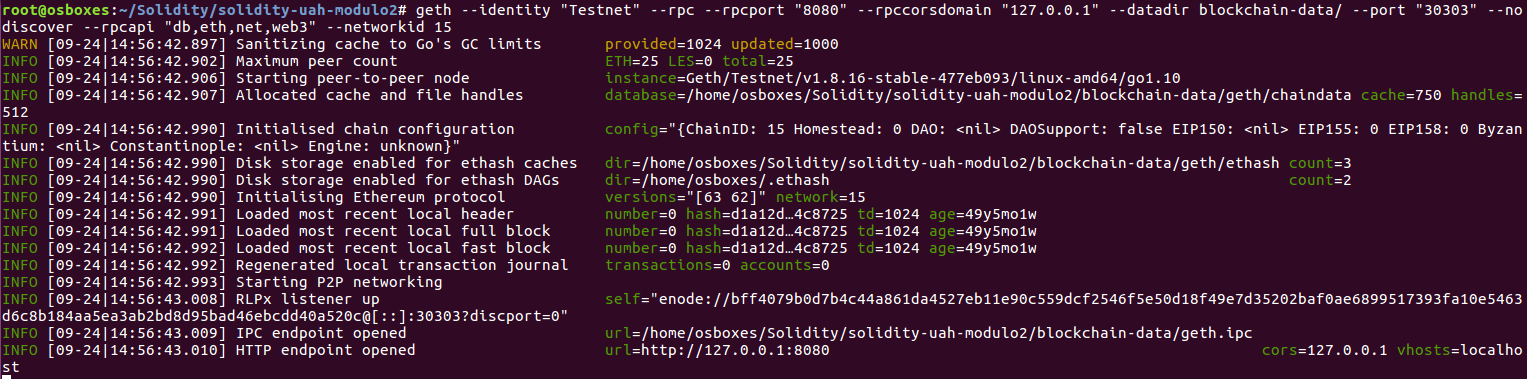 root@osboxes:~/Solidity/solidity-uah-modulo2# geth --identity "Testnet" --rpc --rpcport "8080" --rpccorsdomain "127.0.0.1" --datadir blockchain-data/ --port "30303" --no
discover --rpcapi "db,eth,net,web3" --networkid 15
WARN [09-24|14:56:42.897] Sanitizing cache to Go's GC limits provided=1024 updated=1000
INFO [09-24|14:56:42.902] Maximum peer count ETH=25 LES=0 total=25
INFO [09-24|14:56:42.906] Starting peer-to-peer node instance=Geth/Testnet/v1.8.16-stable-477eb093/linux-amd64/go1.10
INFO [09-24|14:56:42.907] Allocated cache and file handles database=/home/osboxes/Solidity/solidity-uah-modulo2/blockchain-data/geth/chaindata cache=750 handles=
512
INFO [09-24|14:56:42.990] Initialised chain configuration config="{ChainID: 15 Homestead: 0 DAO: <nil> DAOSupport: false EIP150: <nil> EIP155: 0 EIP158: 0 Byzan
tium: <nil> Constantinople: <nil> Engine: unknown}"
INFO [09-24|14:56:42.990] Disk storage enabled for ethash caches dir=/home/osboxes/Solidity/solidity-uah-modulo2/blockchain-data/geth/ethash count=3
INFO [09-24|14:56:42.990] Disk storage enabled for ethash DAGs dir=/home/osboxes/.ethash count=2
INFO [09-24|14:56:42.990] Initialising Ethereum protocol versions="[63 62]" network=15
INFO [09-24|14:56:42.991] Loaded most recent local header number=0 hash=d1a12d…4c8725 td=1024 age=49y5mo1w
INFO [09-24|14:56:42.991] Loaded most recent local full block number=0 hash=d1a12d…4c8725 td=1024 age=49y5mo1w
INFO [09-24|14:56:42.992] Loaded most recent local fast block number=0 hash=d1a12d…4c8725 td=1024 age=49y5mo1w
INFO [09-24|14:56:42.992] Regenerated local transaction journal transactions=0 accounts=0
INFO [09-24|14:56:42.993] Starting P2P networking
INFO [09-24|14:56:43.008] RLPx listener up self="enode://bff4079b0d7b4c44a861da4527eb11e90c559dcf2546f5e50d18f49e7d35202baf0ae6899517393fa10e5463
d6c8b184aa5ea3ab2bd8d95bad46ebcdd40a520c@[::]:30303?discport=0"
INFO [09-24|14:56:43.009] IPC endpoint opened url=/home/osboxes/Solidity/solidity-uah-modulo2/blockchain-data/geth.ipc
INFO [09-24|14:56:43.010] HTTP endpoint opened url=http://127.0.0.1:8080 cors=127.0.0.1 vhosts=localho
st